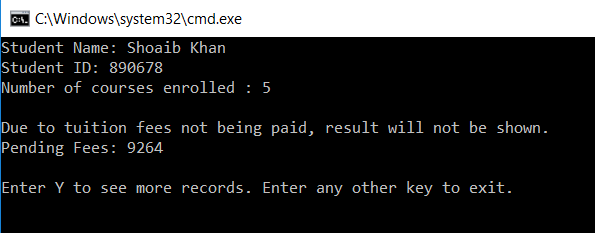 C:\Windows\system32\cmd.exe
Student Name: Shoaib Khan
Student ID: 890678
Number of courses enrolled : 5
Due to tuition fees not being paid, result will not be shown.
Pending Fees: 9264
Enter Y to see more records. Enter any other key to exit.